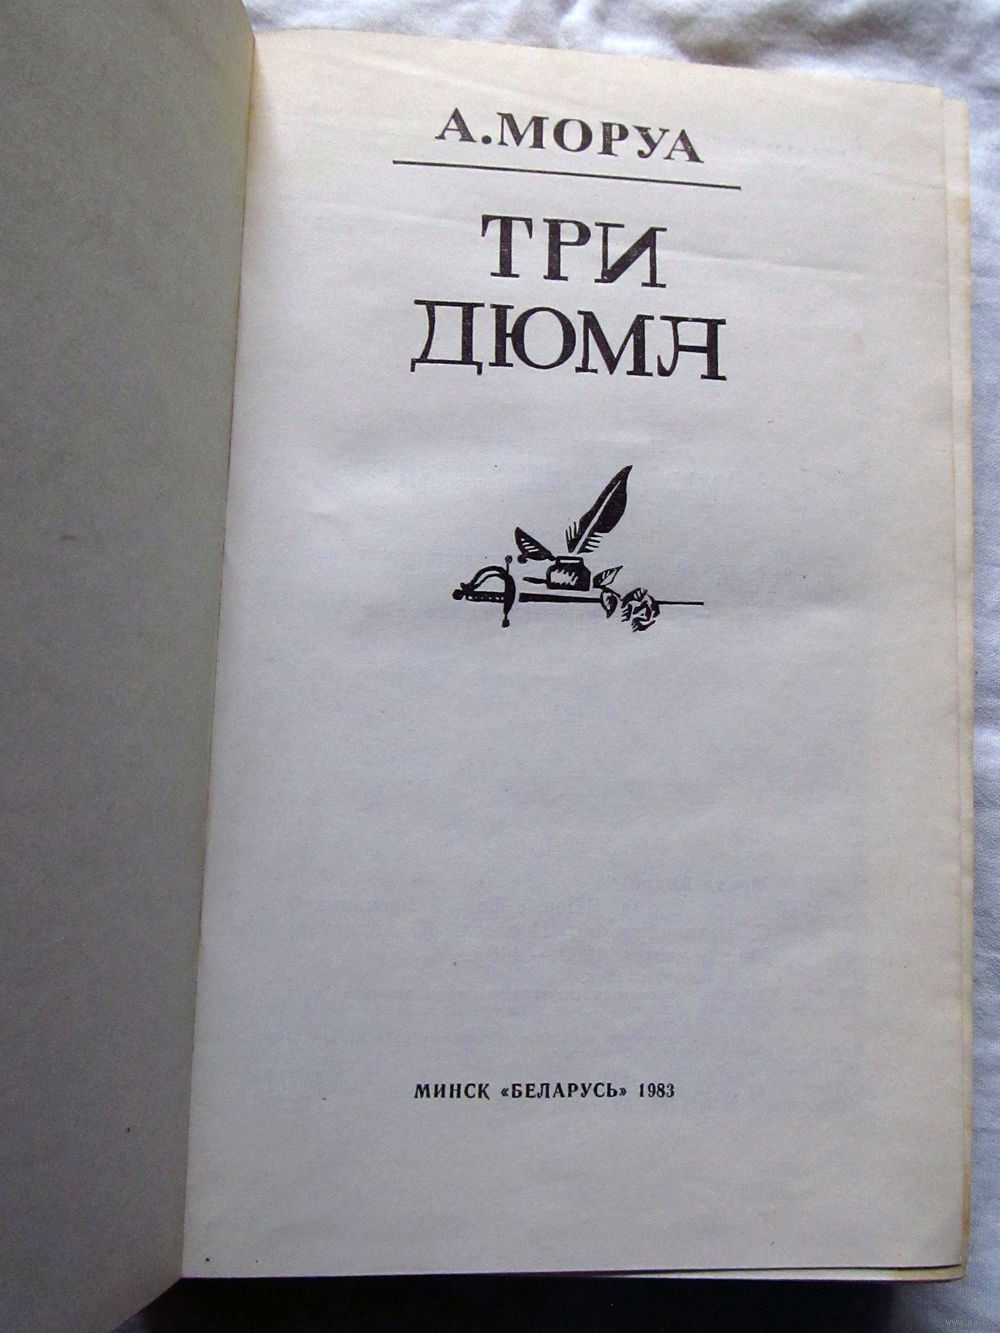 А. МОРУА
ТРИ
ДЮМА
МИНСК «БЕЛАРУСЬ» 1983